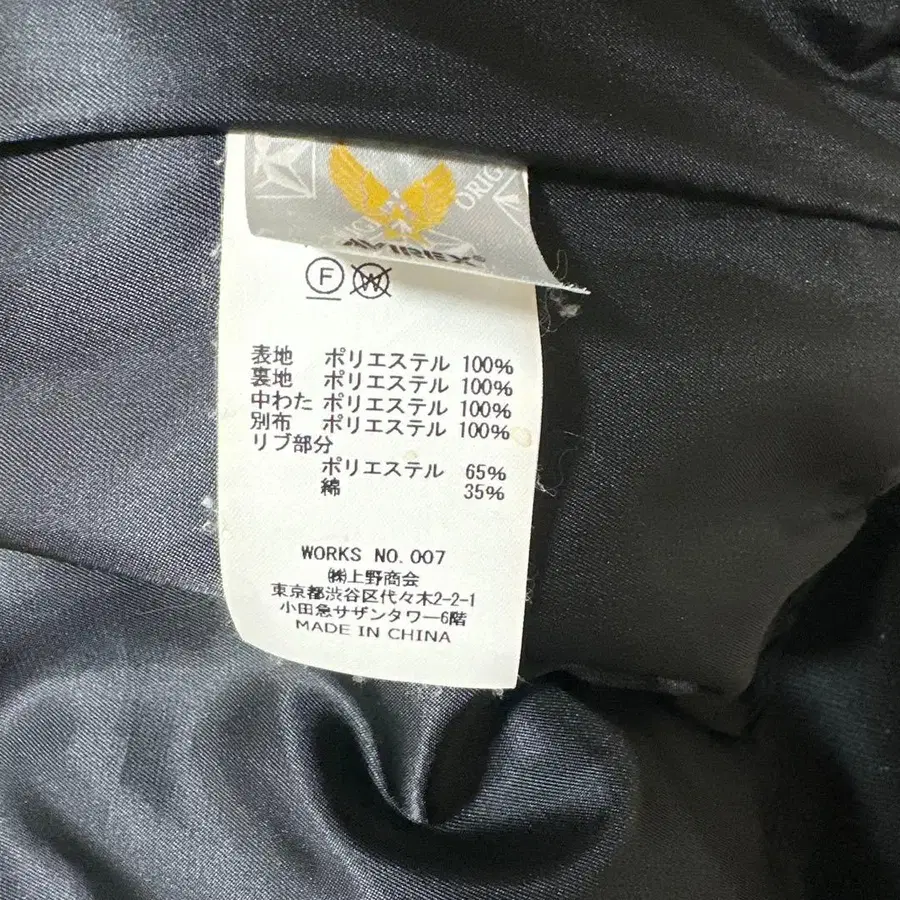 ORIG
AVIREX®
F W
表地 ポリエステル 100%
裏地 ポリエステル 100%
中わた ポリエステル 100%
別布 ポリエステル 100%
リブ部分
ポリエステル 65%
綿 35%
WORKS NO. 007
㈱上野商会
東京都渋谷区代々木2-2-1
小田急サザンタワー6階
MADE IN CHINA